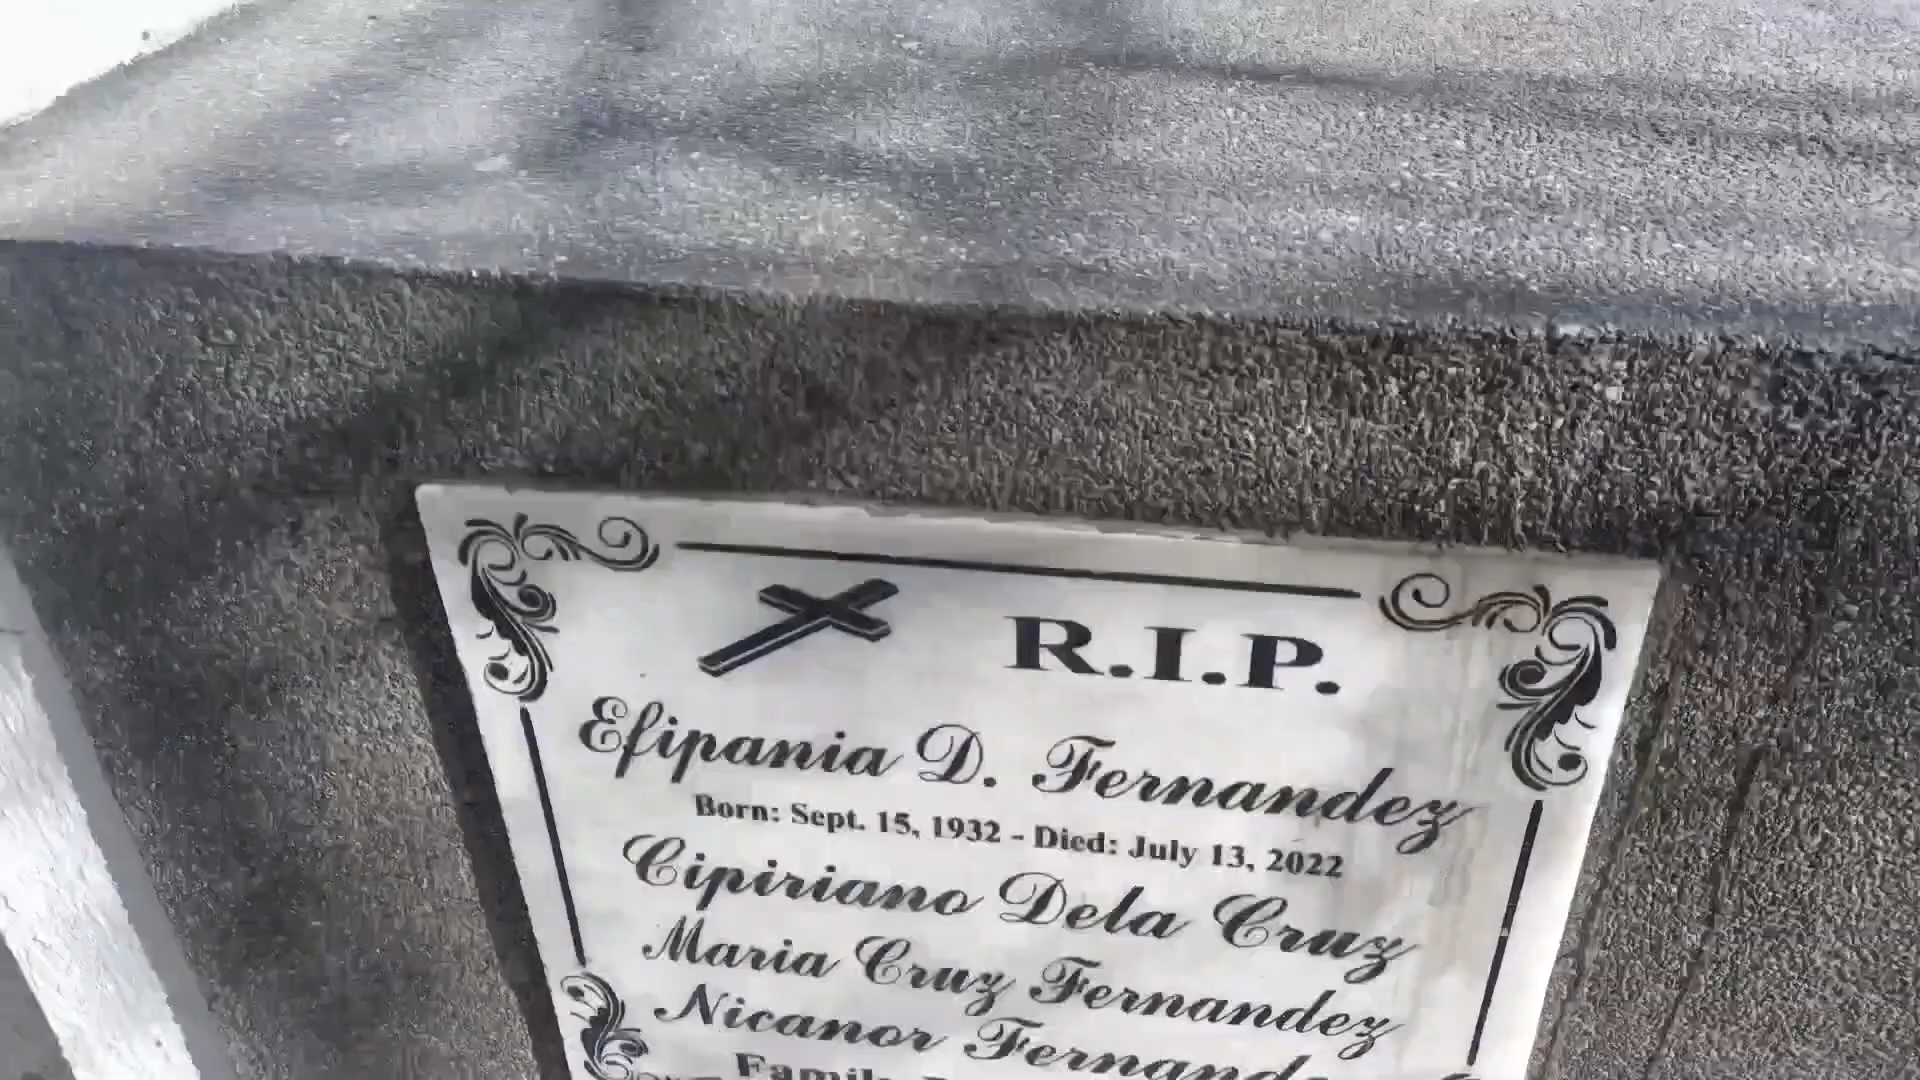 R.I.P.
Efipania D. Fernandez
Born: Sept. 15, 1932 - Died: July 13, 2022
Cipiriano Dela Cruz
Maria Cruz Fernandez
Nicanor